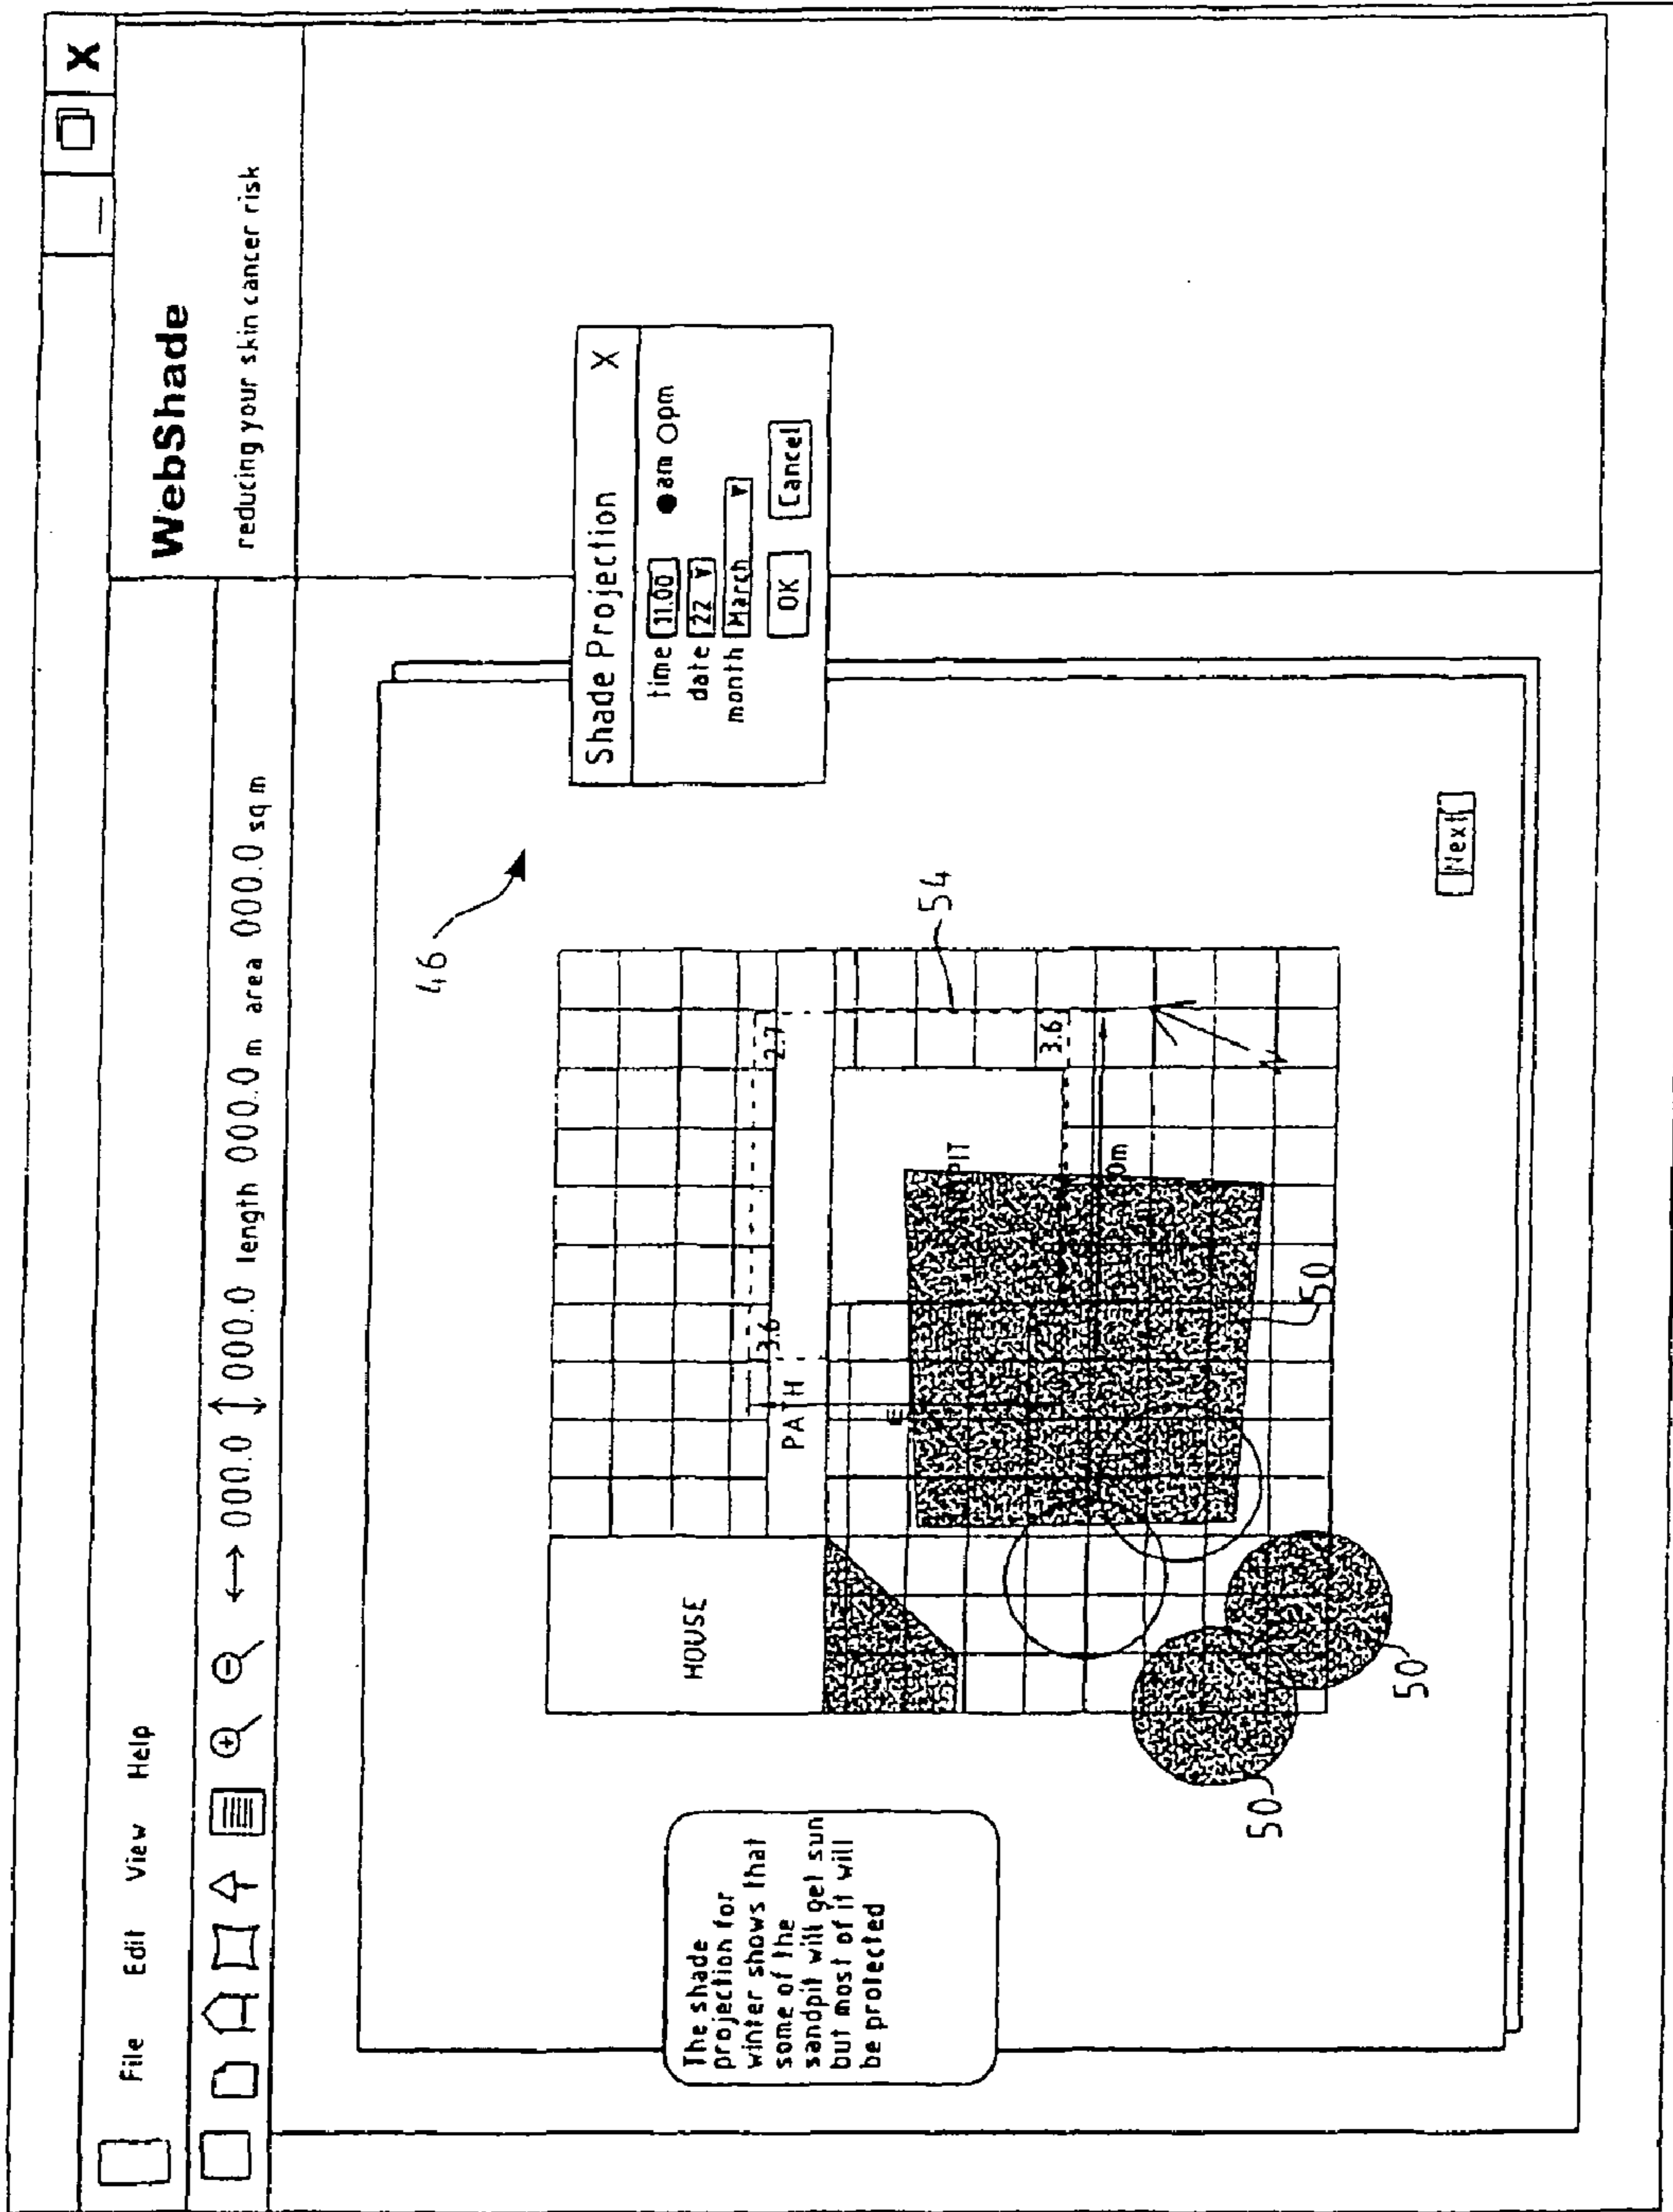 X
File Edit View Help
WebShade
↔ 000.0 ↕ 000.0 length 000.0 m area 000.0 sq m
reducing your skin cancer risk
46
Shade Projection X
time 11.00 am pm
date 22
month March
OK Cancel
The shade
projection for
winter shows that
some of the
sandpit will get sun
but most of it will
be protected
HOUSE
PATH
3.6
2.7
54
E
PIT
3.6
0m
N
50
50
50
Next